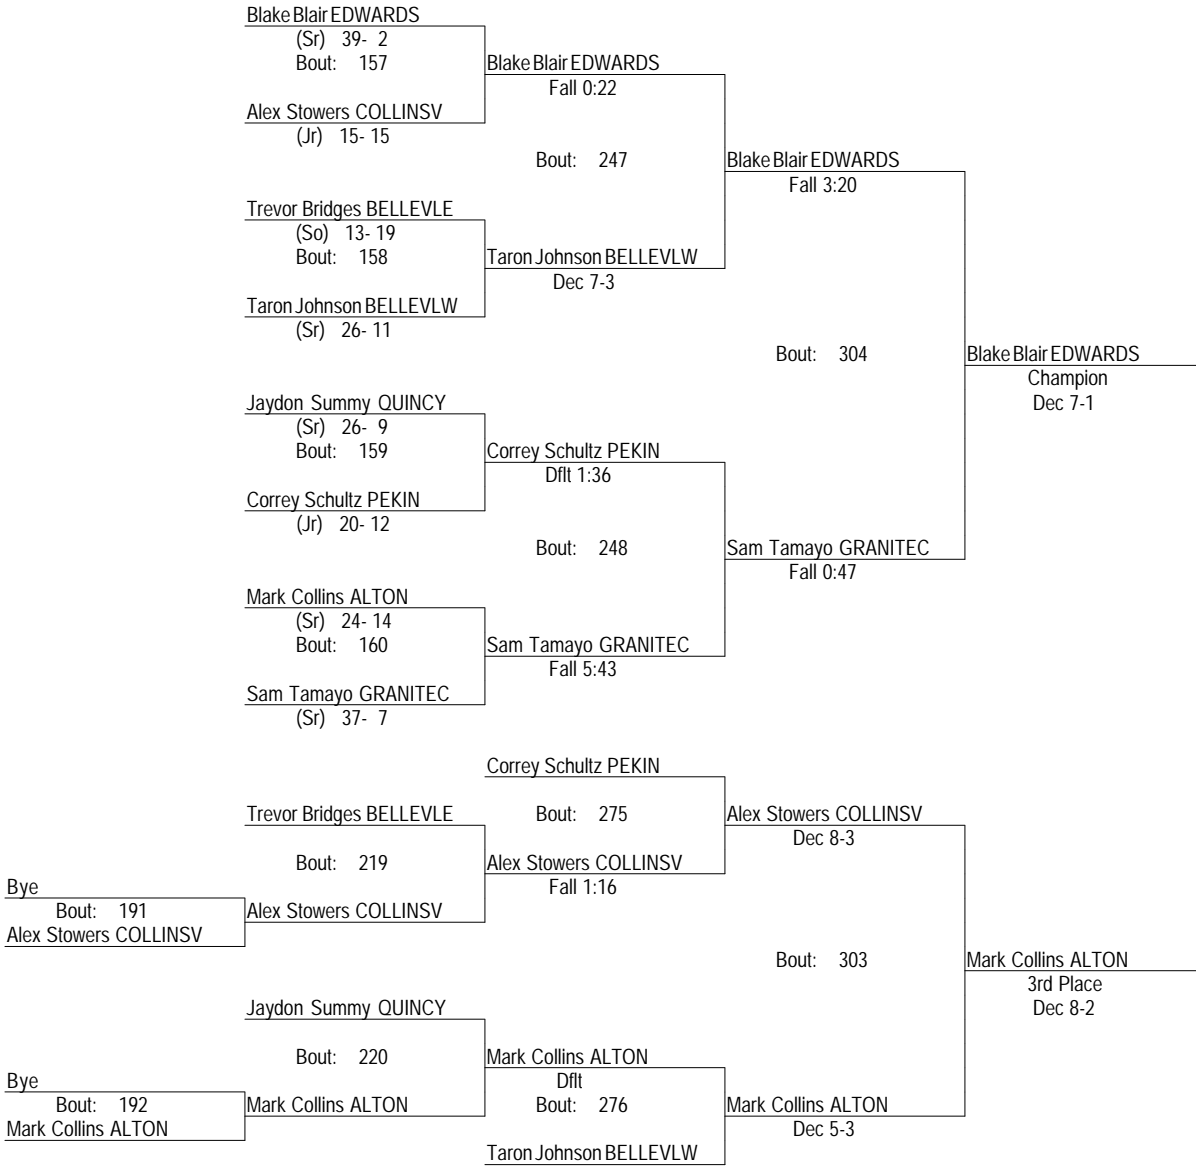 Blake Blair EDWARDS
(Sr) 39- 2
Bout: 157
Blake Blair EDWARDS
Fall 0:22
Alex Stowers COLLINSV
(Jr) 15- 15
Bout: 247
Blake Blair EDWARDS
Fall 3:20
Trevor Bridges BELLEVLE
(So) 13- 19
Bout: 158
Taron Johnson BELLEVLW
Dec 7-3
Taron Johnson BELLEVLW
(Sr) 26- 11
Bout: 304
Blake Blair EDWARDS
Champion
Dec 7-1
Jaydon Summy QUINCY
(Sr) 26- 9
Bout: 159
Correy Schultz PEKIN
Dflt 1:36
Correy Schultz PEKIN
(Jr) 20- 12
Bout: 248
Sam Tamayo GRANITEC
Fall 0:47
Mark Collins ALTON
(Sr) 24- 14
Bout: 160
Sam Tamayo GRANITEC
Fall 5:43
Sam Tamayo GRANITEC
(Sr) 37- 7
Correy Schultz PEKIN
Trevor Bridges BELLEVLE
Bout: 275
Alex Stowers COLLINSV
Dec 8-3
Bout: 219
Alex Stowers COLLINSV
Fall 1:16
Bye
Bout: 191
Alex Stowers COLLINSV
Alex Stowers COLLINSV
Bout: 303
Mark Collins ALTON
3rd Place
Dec 8-2
Jaydon Summy QUINCY
Bout: 220
Mark Collins ALTON
Dflt
Bye
Bout: 192
Mark Collins ALTON
Mark Collins ALTON
Bout: 276
Mark Collins ALTON
Dec 5-3
Taron Johnson BELLEVLW